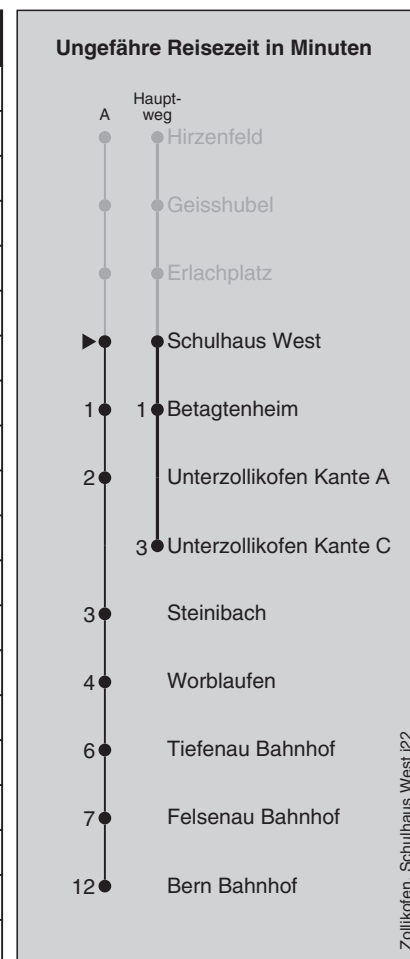 Ungefähre Reisezeit in Minuten
Haupt-
A weg
Hirzenfeld
Geisshubel
Erlachplatz
Schulhaus West
1 1 Betagtenheim
2 Unterzollikofen Kante A
3 Unterzollikofen Kante C
3 Steinibach
4 Worblaufen
6 Tiefenau Bahnhof
7 Felsenau Bahnhof
12 Bern Bahnhof
Zollikofen, Schulhaus West j22